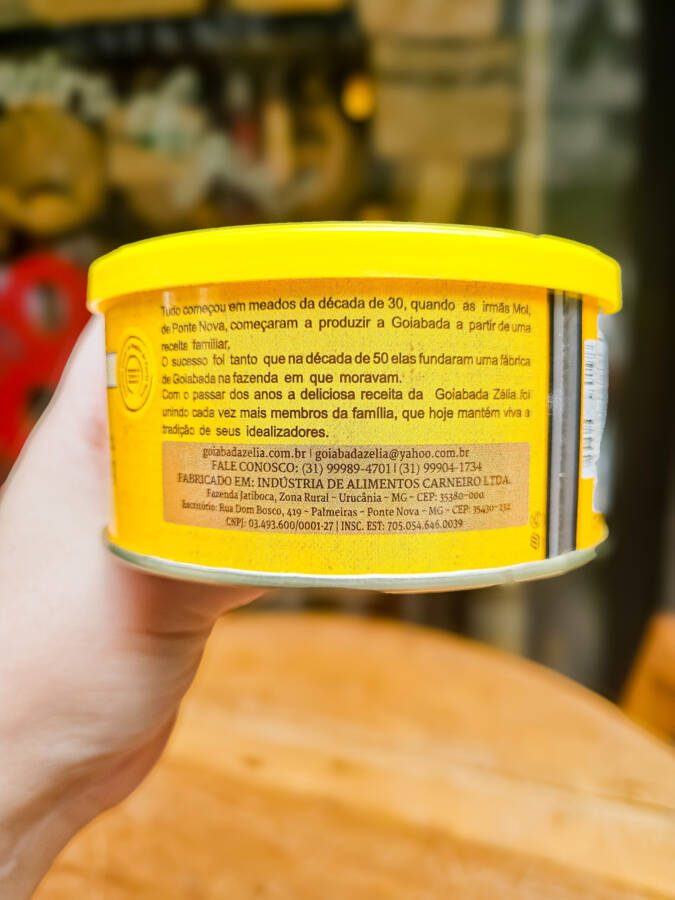 Tudo começou em meados da década de 30, quando as irmãs Mol,
de Ponte Nova, começaram a produzir a Goiabada a partir de uma
receita familiar,
O sucesso foi tanto que na década de 50 elas fundaram uma fábrica
de Goiabada na fazenda em que moravam.
Com o passar dos anos a deliciosa receita da Goiabada Zélia foi
unindo cada vez mais membros da família, que hoje mantém viva a
tradição de seus idealizadores.
goiabadazelia.com.br | goiabadazelia@yahoo.com.br
FALE CONOSCO: (31) 99989-4701 | (31) 99904-1734
FABRICADO EM: INDÚSTRIA DE ALIMENTOS CARNEIRO LTDA.
Fazenda Jatiboca, Zona Rural - Urucânia - MG - CEP: 35380-000
Escritório: Rua Dom Bosco, 419 - Palmeiras - Ponte Nova - MG - CEP: 35430-232
CNPJ: 03.493.600/0001-27 | INSC. EST: 705.054.646.0039